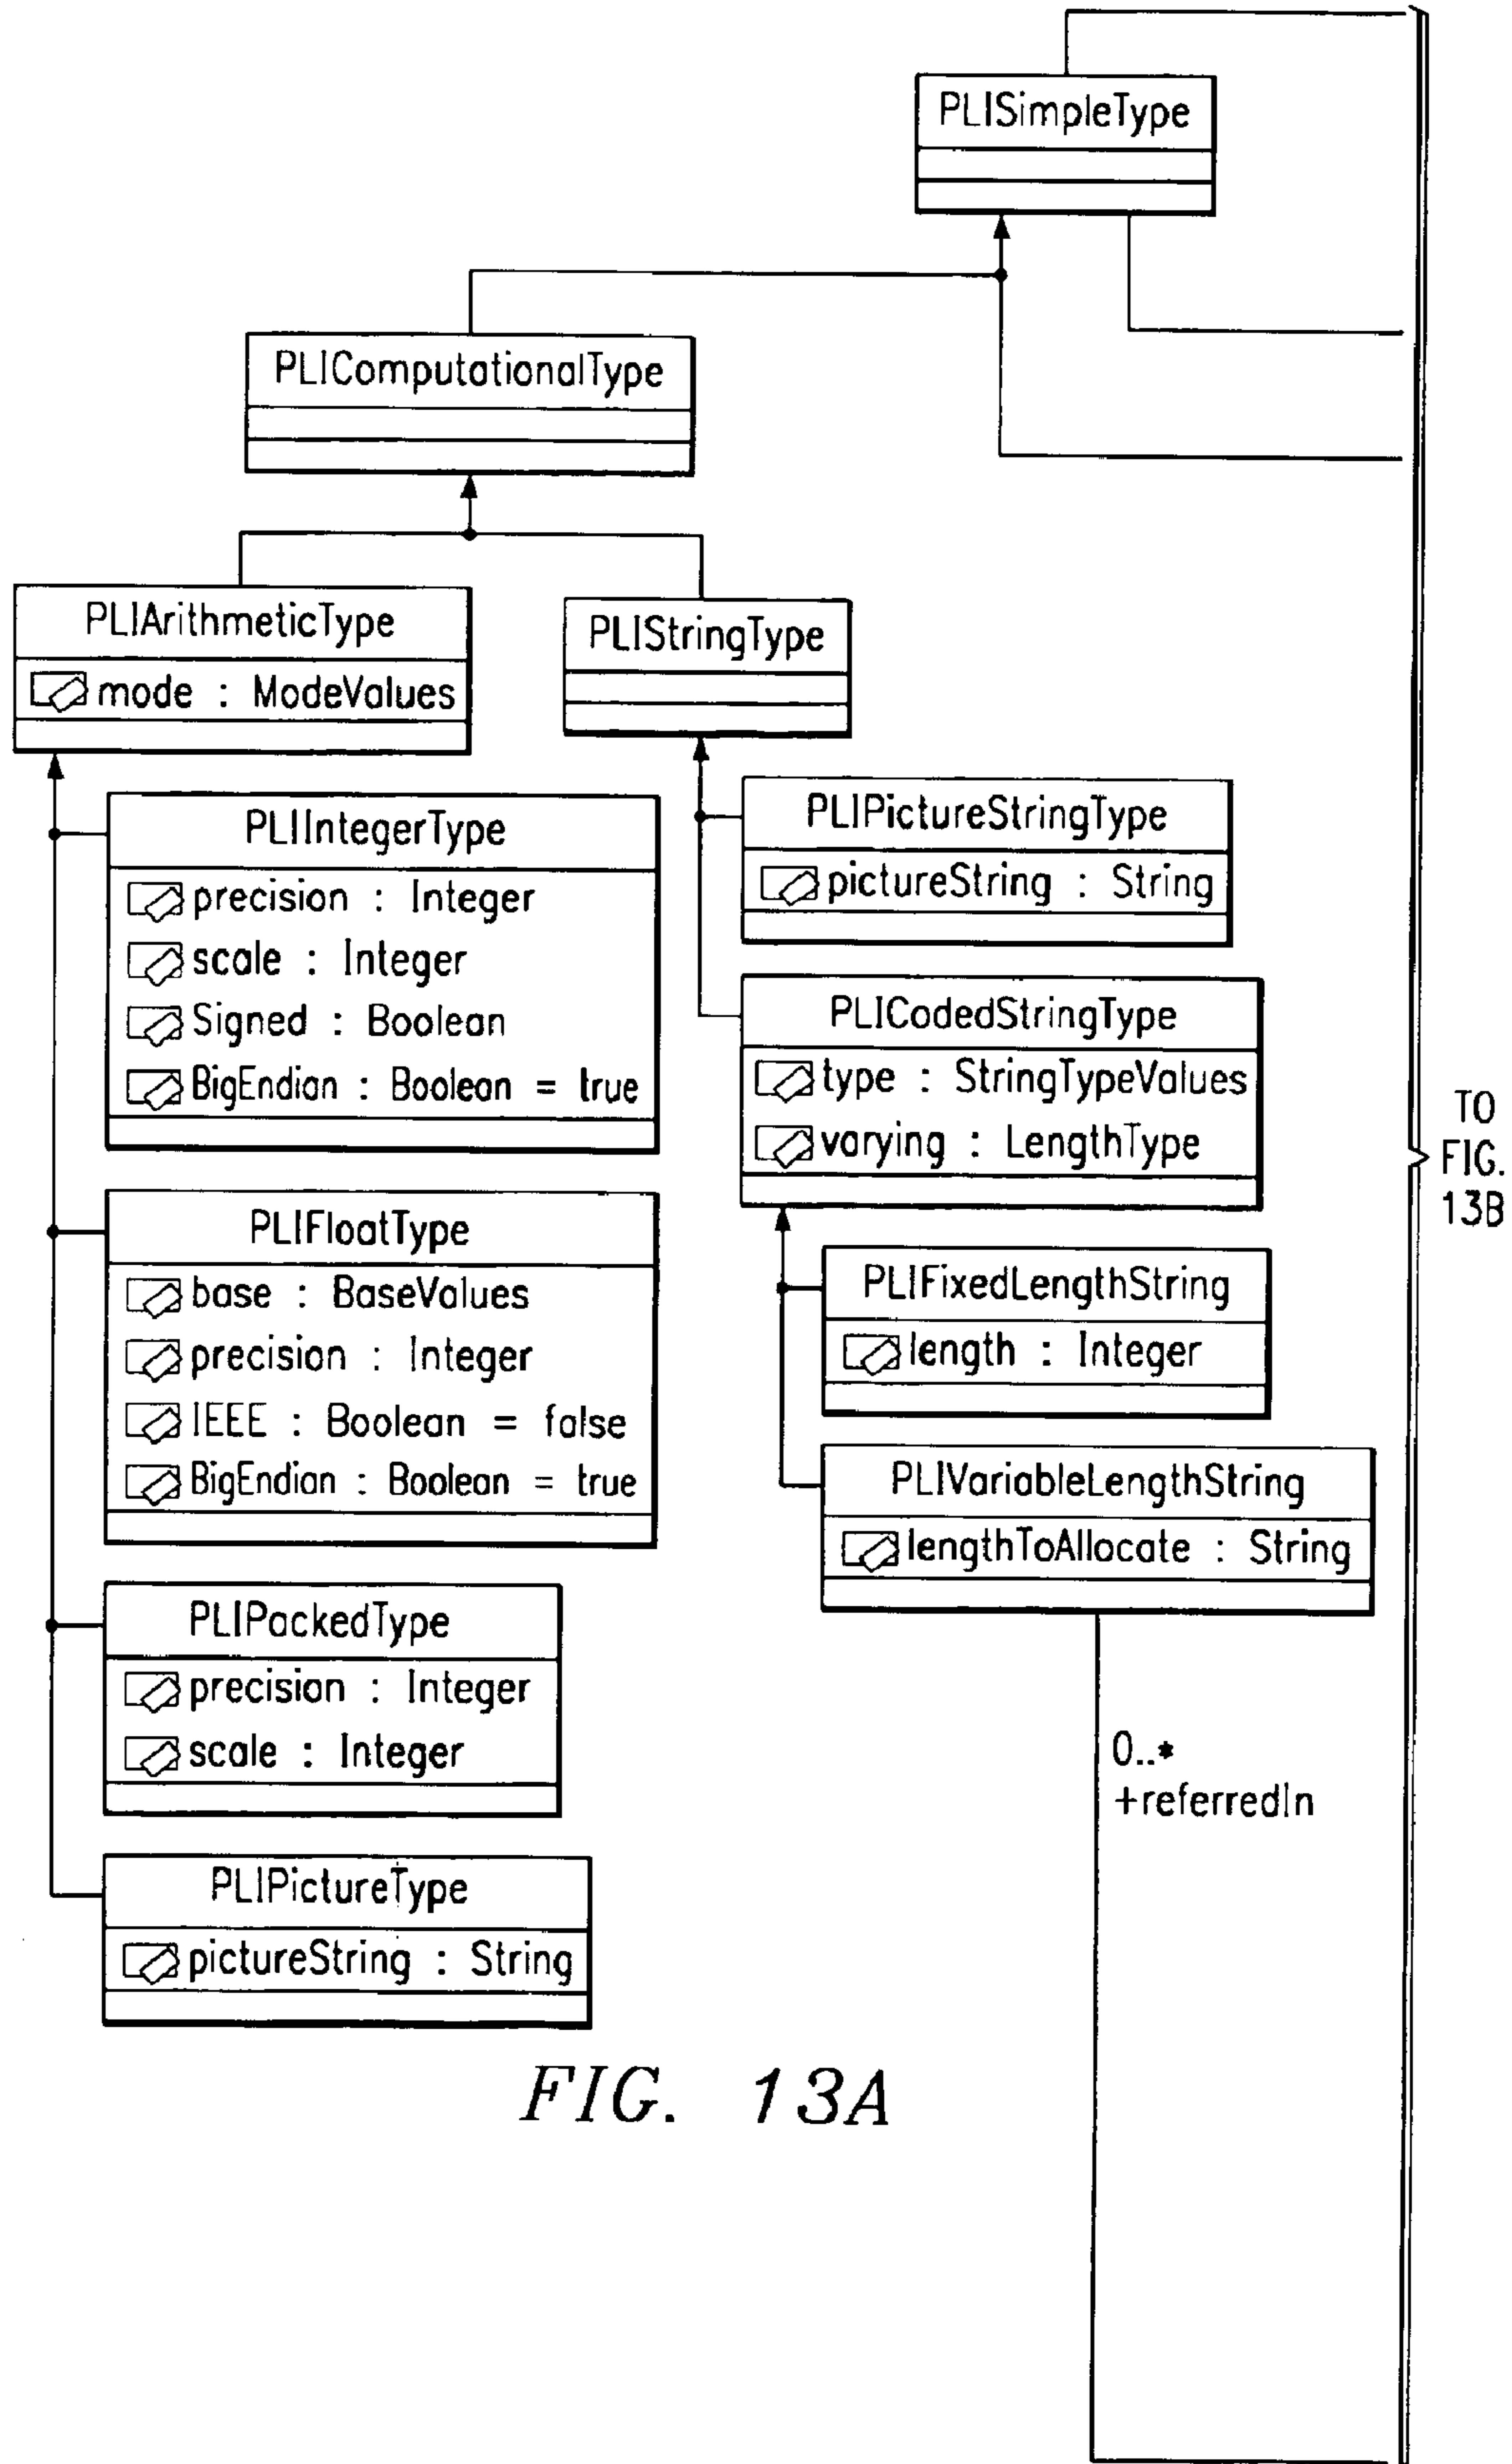 PLISimpleType
PLIComputationalType
PLIArithmeticType
mode : ModeValues
PLIStringType
PLIIntegerType
precision : Integer
scale : Integer
Signed : Boolean
BigEndian : Boolean = true
PLIFloatType
base : BaseValues
precision : Integer
IEEE : Boolean = false
BigEndian : Boolean = true
PLIPackedType
precision : Integer
scale : Integer
PLIPictureType
pictureString : String
PLIPictureStringType
pictureString : String
PLICodedStringType
type : StringTypeValues
varying : LengthType
PLIFixedLengthString
length : Integer
PLIVariableLengthString
lengthToAllocate : String
0..*
+referredIn
TO
FIG.
13B
FIG. 13A